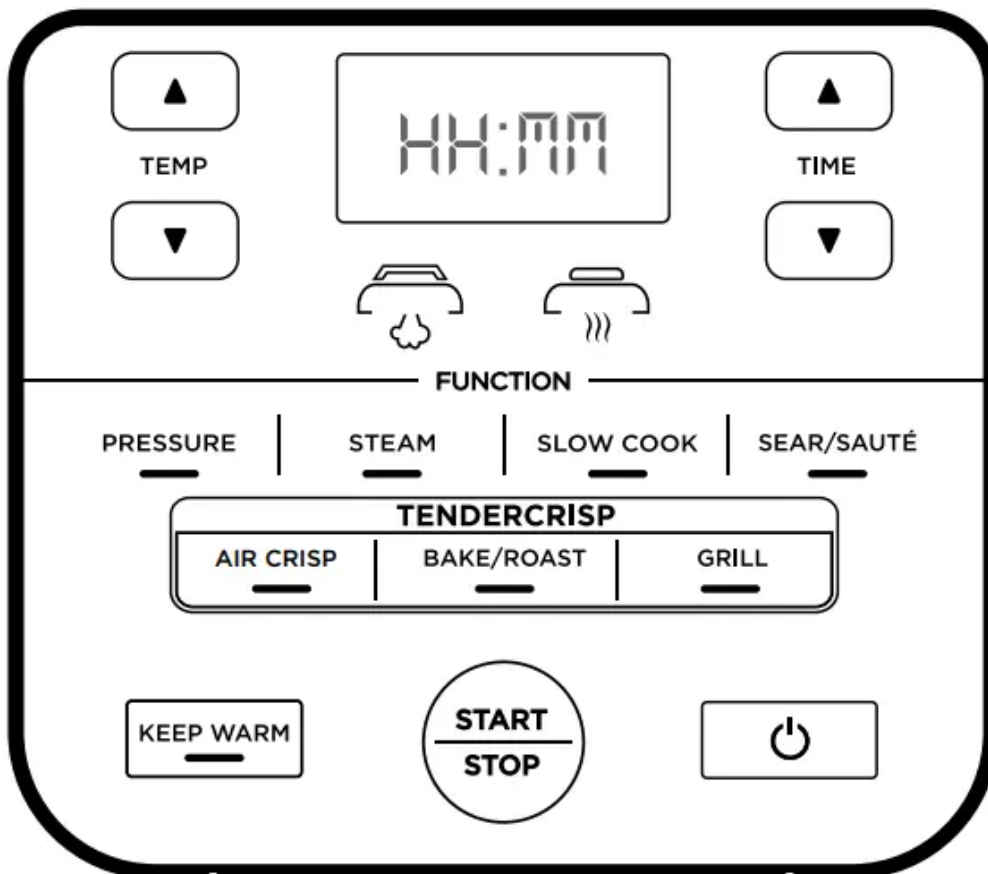 HH:MM
TEMP
TIME
FUNCTION
PRESSURE STEAM SLOW COOK SEAR/SAUTÉ
TENDERCRISP
AIR CRISP BAKE/ROAST GRILL
KEEP WARM
START
STOP